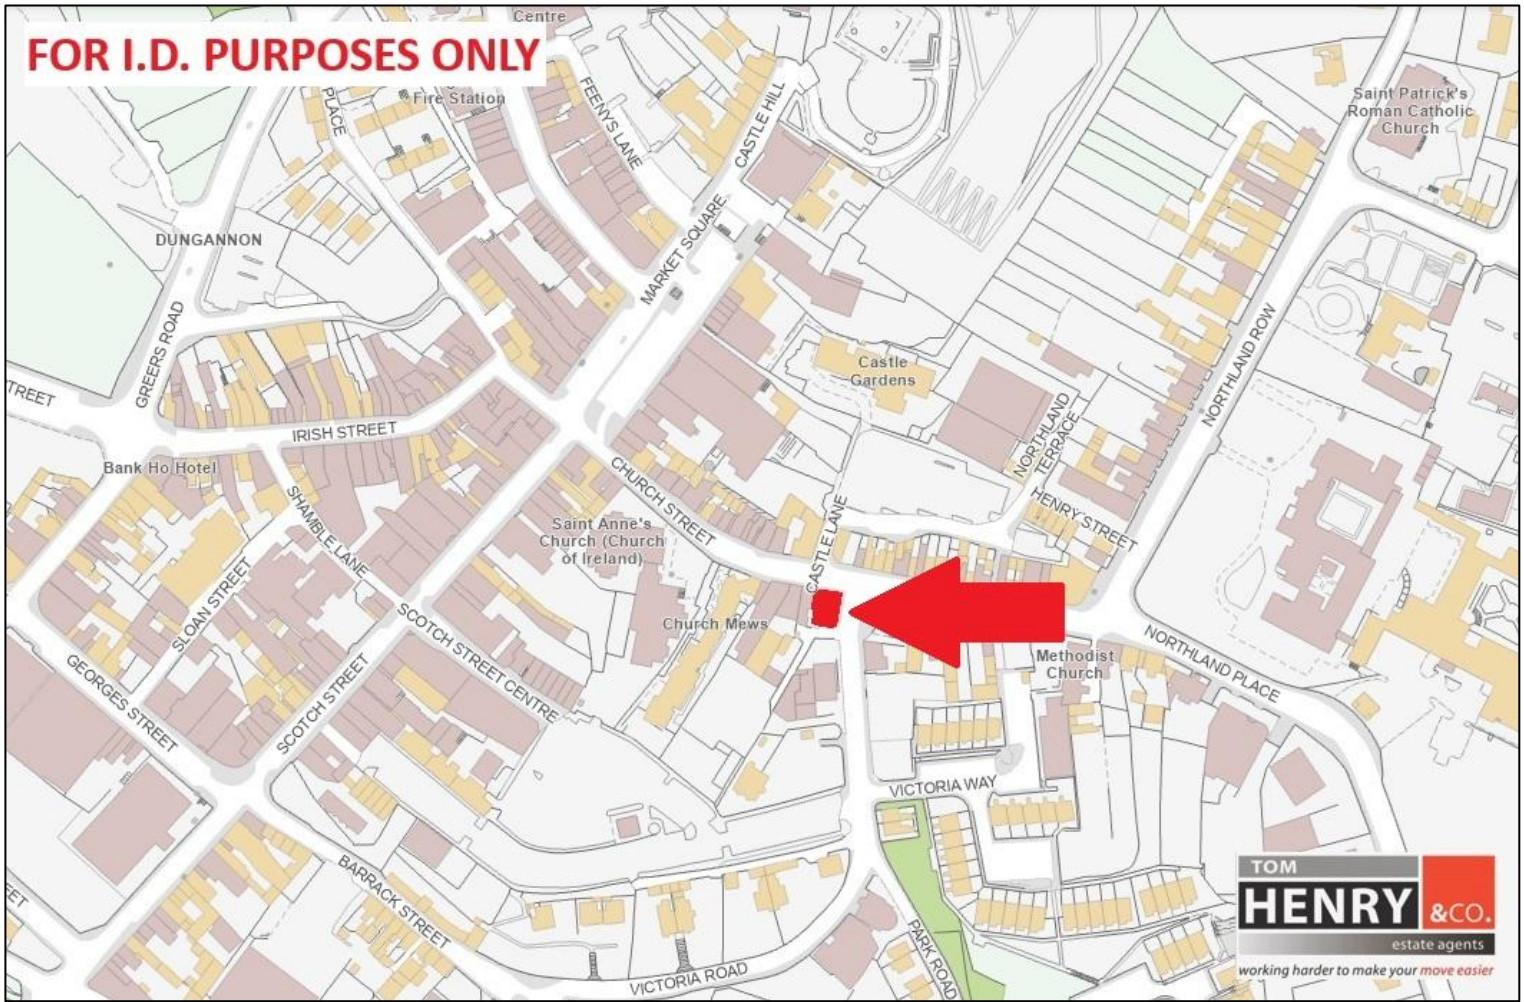 Centre
FOR I.D. PURPOSES ONLY
Fire Station
PLACE
FEENYS LANE
CASTLE HILL
Saint Patrick's
Roman Catholic
Church
DUNGANNON
MARKET SQUARE
GREERS ROAD
NORTHLAND ROW
Castle
Gardens
TREET
IRISH STREET
NORTHLAND
TERRACE
Bank Ho Hotel
CHURCH STREET
HENRY STREET
SHAMBLE LANE
CASTLE LANE
Saint Anne's
Church (Church
of Ireland)
SLOAN STREET
SCOTCH STREET CENTRE
Church Mews
NORTHLAND PLACE
Methodist
Church
GEORGES STREET
SCOTCH STREET
VICTORIA WAY
BARRACK STREET
EET
PARK ROAD
VICTORIA ROAD
TOM
HENRY &CO.
estate agents
working harder to make your move easier